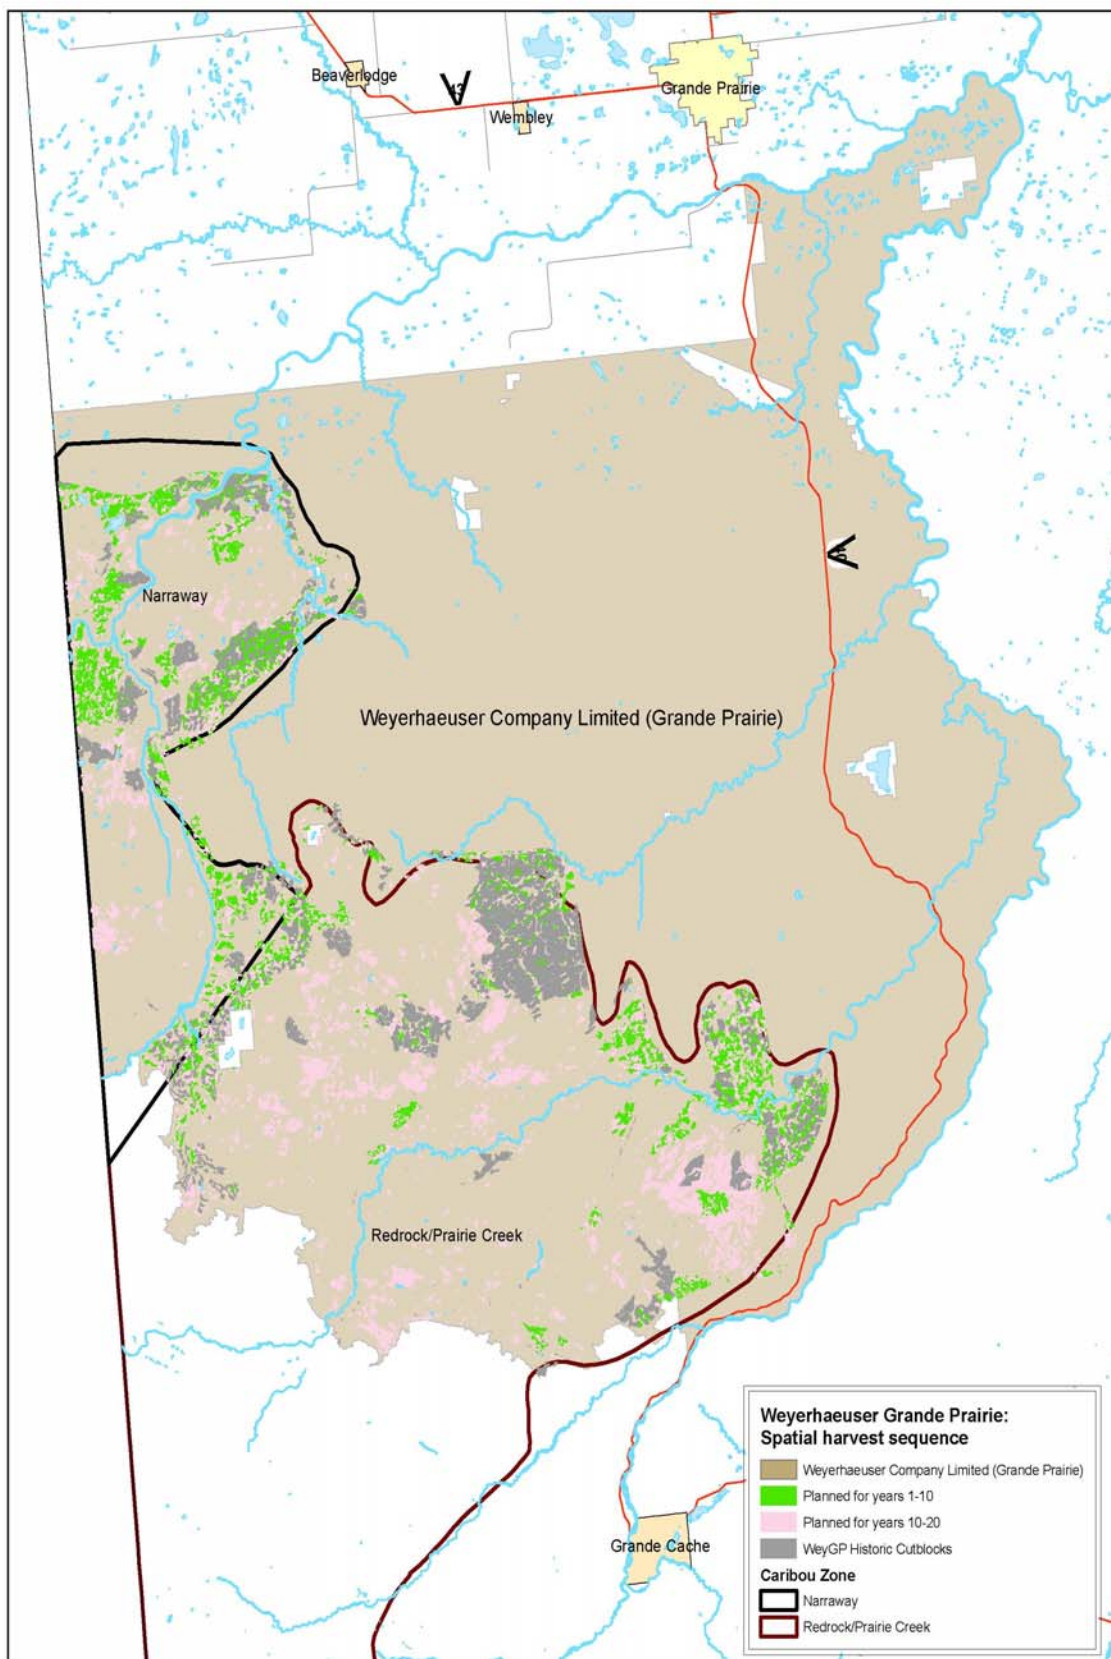 Beaverlodge
43
Grande Prairie
Wembley
Narraway
Weyerhaeuser Company Limited (Grande Prairie)
Redrock/Prairie Creek
Weyerhaeuser Grande Prairie:
Spatial harvest sequence
Weyerhaeuser Company Limited (Grande Prairie)
Planned for years 1-10
Planned for years 10-20
WeyGP Historic Cutblocks
Caribou Zone
Narraway
Redrock/Prairie Creek
Grande Cache